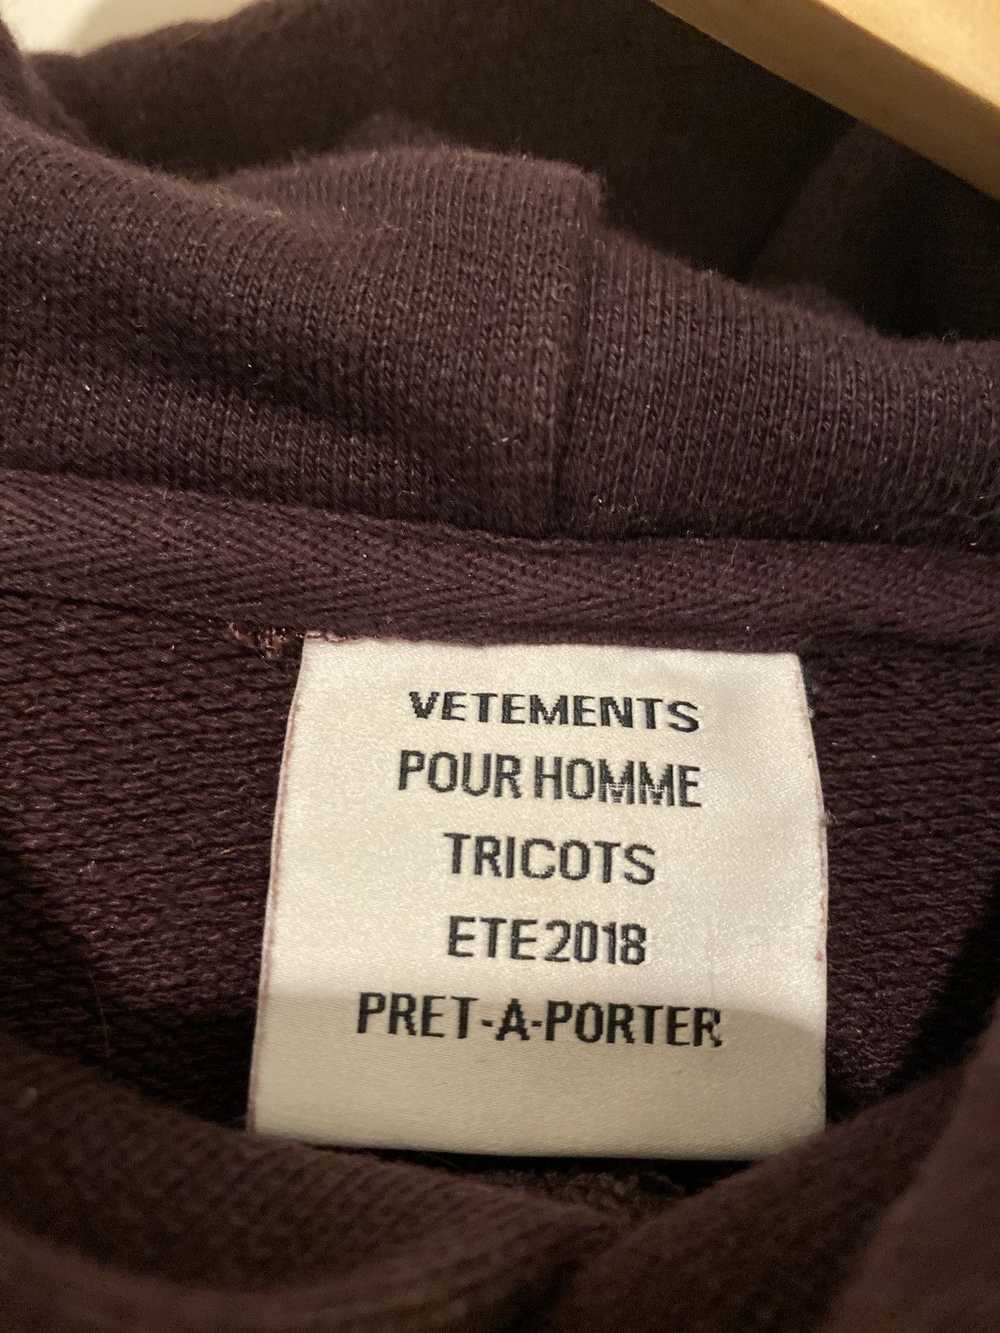 VETEMENTS
POUR HOMME
TRICOTS
ETE 2018
PRET-A-PORTER